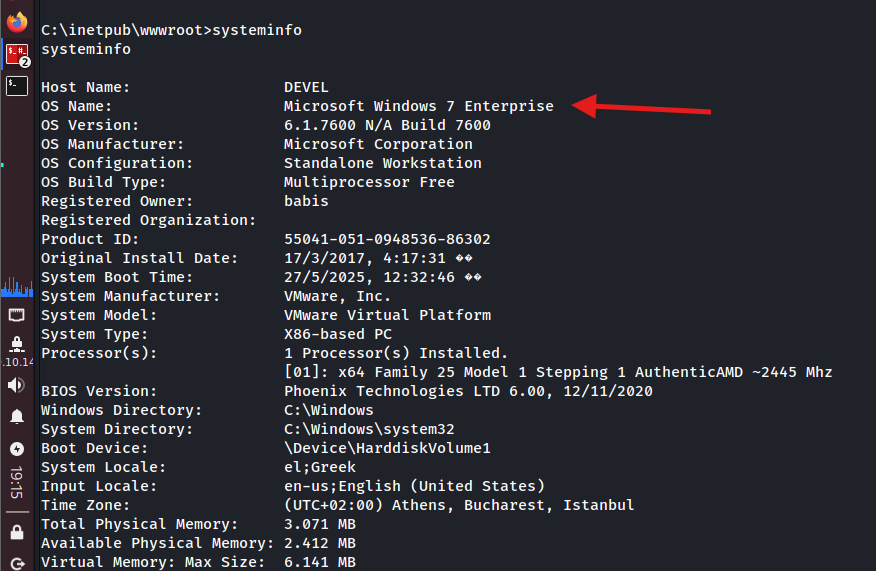 C:\inetpub\wwwroot>systeminfo
systeminfo
Host Name: DEVEL
OS Name: Microsoft Windows 7 Enterprise
OS Version: 6.1.7600 N/A Build 7600
OS Manufacturer: Microsoft Corporation
OS Configuration: Standalone Workstation
OS Build Type: Multiprocessor Free
Registered Owner: babis
Registered Organization:
Product ID: 55041-051-0948536-86302
Original Install Date: 17/3/2017, 4:17:31 ��
System Boot Time: 27/5/2025, 12:32:46 ��
System Manufacturer: VMware, Inc.
System Model: VMware Virtual Platform
System Type: X86-based PC
Processor(s): 1 Processor(s) Installed.
[01]: x64 Family 25 Model 1 Stepping 1 AuthenticAMD ~2445 Mhz
BIOS Version: Phoenix Technologies LTD 6.00, 12/11/2020
Windows Directory: C:\Windows
System Directory: C:\Windows\system32
Boot Device: \Device\HarddiskVolume1
System Locale: el;Greek
Input Locale: en-us;English (United States)
Time Zone: (UTC+02:00) Athens, Bucharest, Istanbul
Total Physical Memory: 3.071 MB
Available Physical Memory: 2.412 MB
Virtual Memory: Max Size: 6.141 MB
$_ #_
2
$_
.10.14
19:15